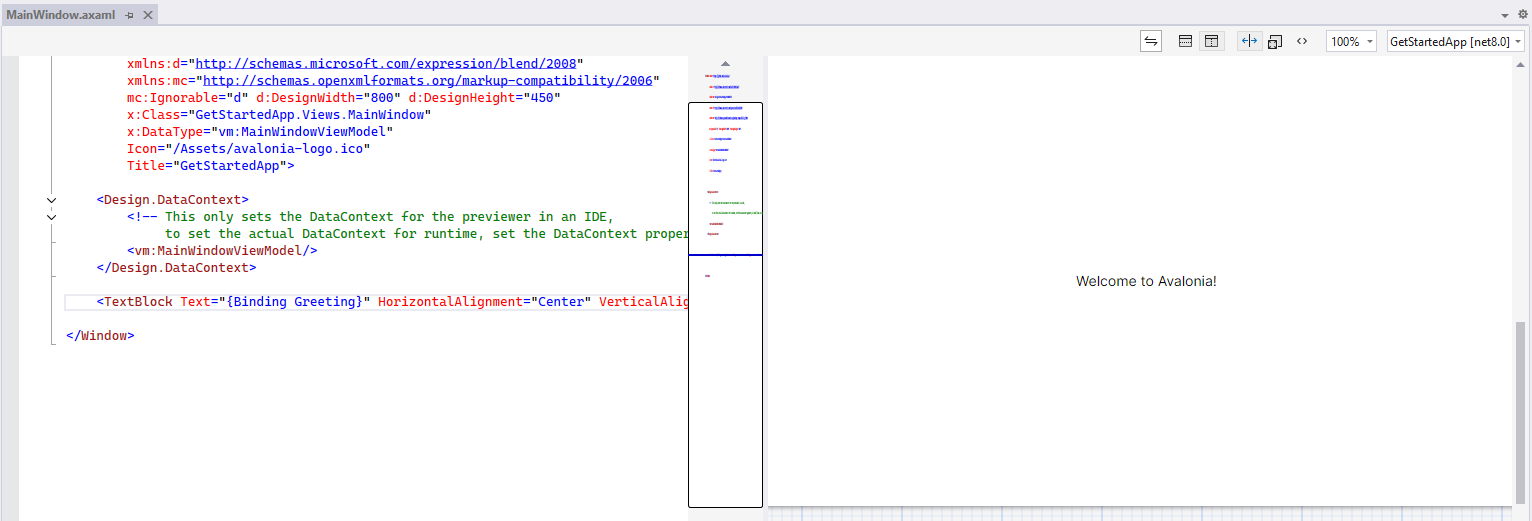 MainWindow.axaml
100%
GetStartedApp [net8.0]
xmlns:d="http://schemas.microsoft.com/expression/blend/2008"
xmlns:mc="http://schemas.openxmlformats.org/markup-compatibility/2006"
mc:Ignorable="d" d:DesignWidth="800" d:DesignHeight="450"
x:Class="GetStartedApp.Views.MainWindow"
x:DataType="vm:MainWindowViewModel"
Icon="/Assets/avalonia-logo.ico"
Title="GetStartedApp">
<Design.DataContext>
<!-- This only sets the DataContext for the previewer in an IDE,
to set the actual DataContext for runtime, set the DataContext proper
<vm:MainWindowViewModel/>
</Design.DataContext>
<TextBlock Text="{Binding Greeting}" HorizontalAlignment="Center" VerticalAlig
</Window>
Welcome to Avalonia!